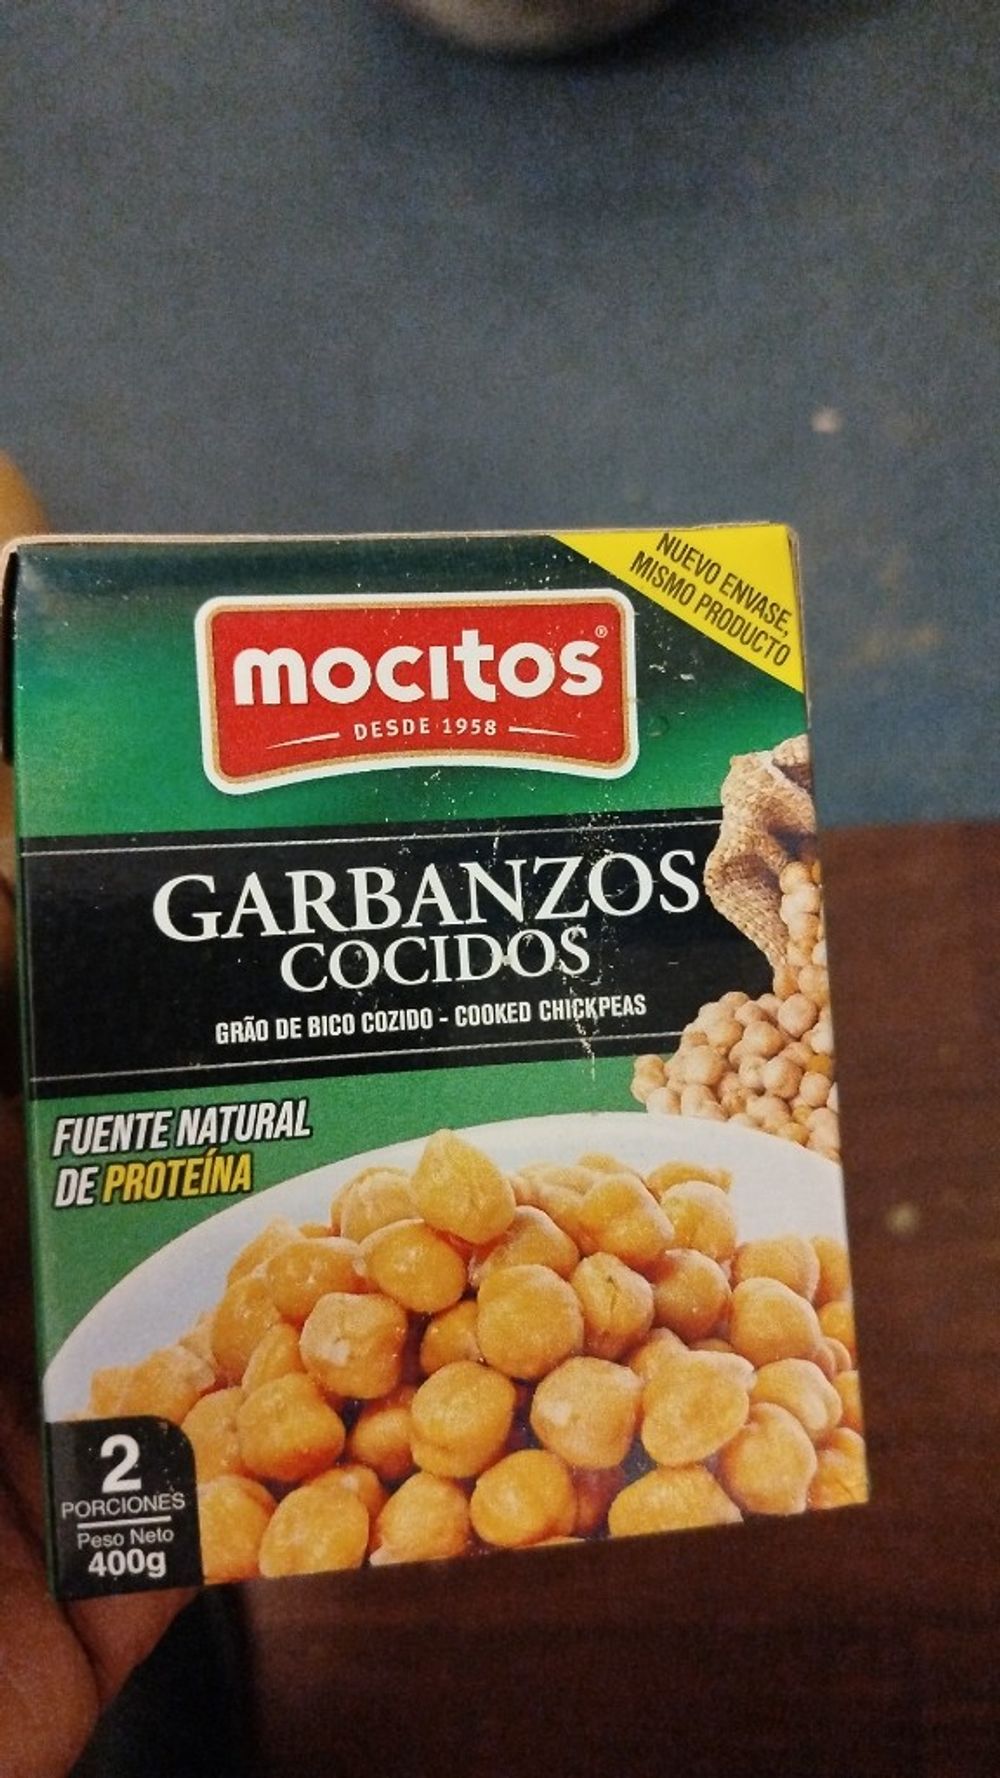 NUEVO ENVASE,
MISMO PRODUCTO
mocitos®
DESDE 1958
GARBANZOS
COCIDOS
GRÃO DE BICO COZIDO - COOKED CHICKPEAS
FUENTE NATURAL
DE PROTEÍNA
2
PORCIONES
Peso Neto
400g